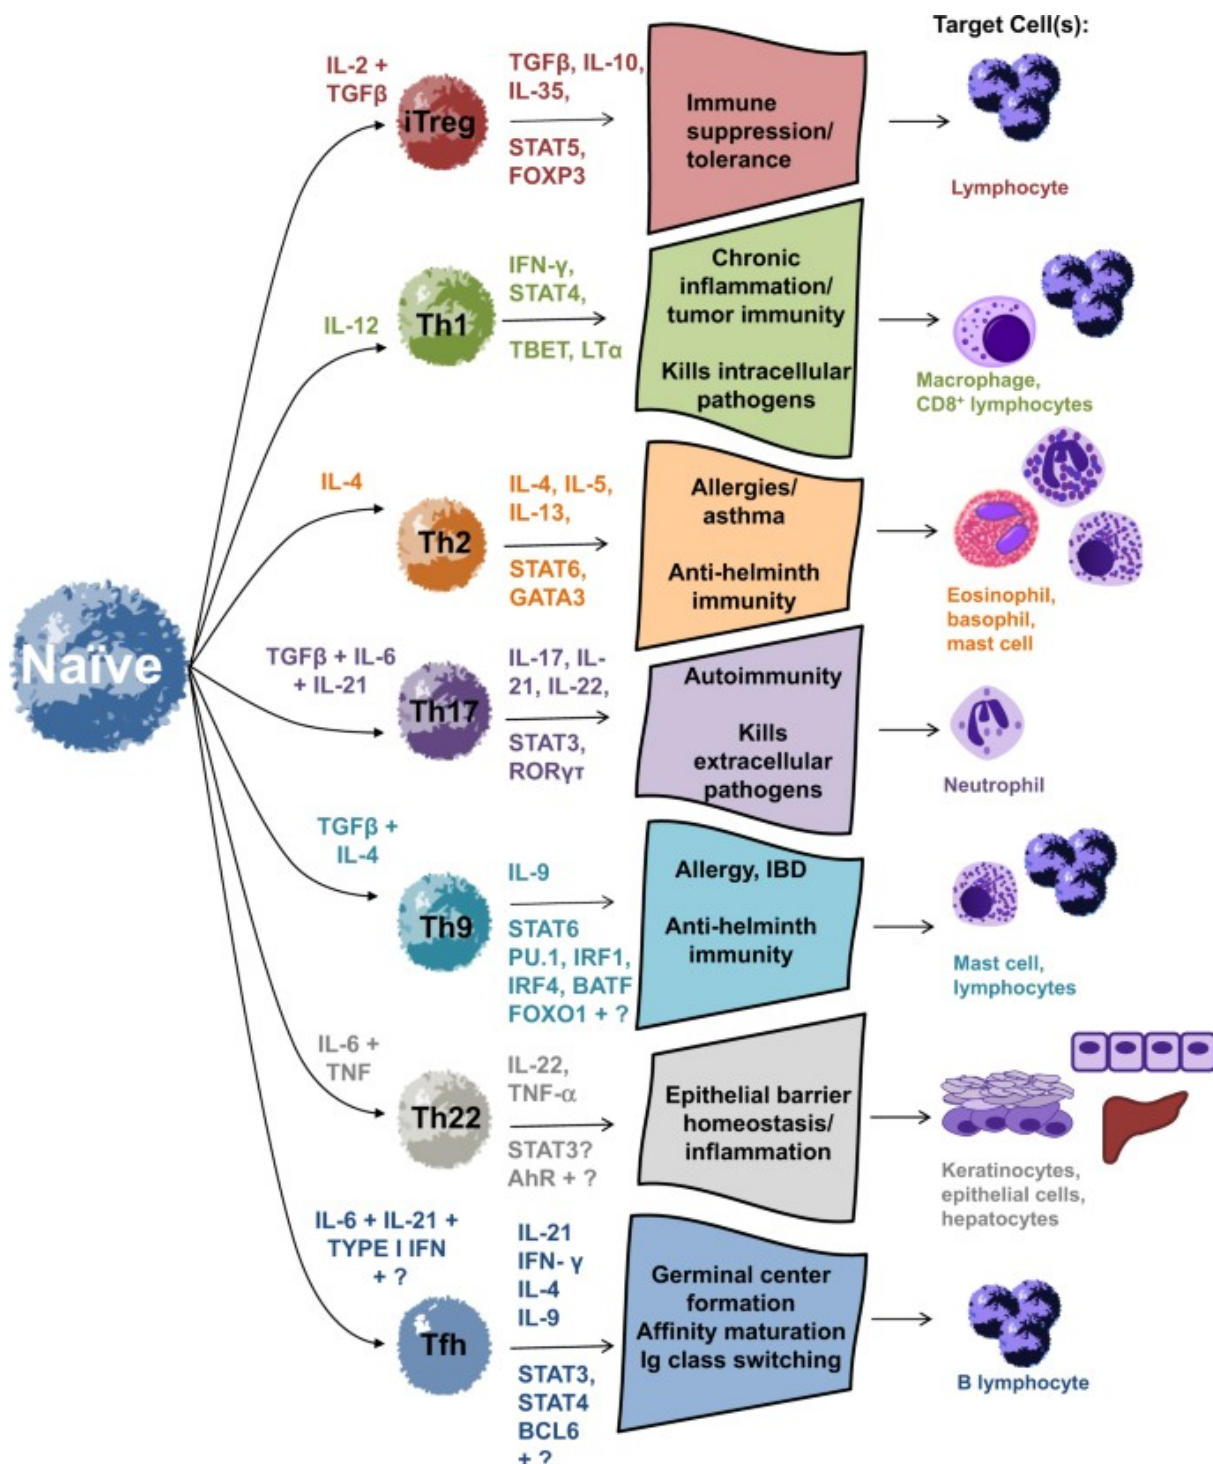 Target Cell(s):
IL-2 +
TGFβ
iTreg
TGFβ, IL-10,
IL-35,
STAT5,
FOXP3
Immune
suppression/
tolerance
Lymphocyte
IL-12
Th1
IFN-γ,
STAT4,
TBET, LTα
Chronic
inflammation/
tumor immunity
Kills intracellular
pathogens
Macrophage,
CD8⁺ lymphocytes
IL-4
Th2
IL-4, IL-5,
IL-13,
STAT6,
GATA3
Allergies/
asthma
Anti-helminth
immunity
Eosinophil,
basophil,
mast cell
Naïve
TGFβ + IL-6
+ IL-21
Th17
IL-17, IL-
21, IL-22,
STAT3,
RORγτ
Autoimmunity
Kills
extracellular
pathogens
Neutrophil
TGFβ +
IL-4
Th9
IL-9
STAT6
PU.1, IRF1,
IRF4, BATF
FOXO1 + ?
Allergy, IBD
Anti-helminth
immunity
Mast cell,
lymphocytes
IL-6 +
TNF
Th22
IL-22,
TNF-α
STAT3?
AhR + ?
Epithelial barrier
homeostasis/
inflammation
Keratinocytes,
epithelial cells,
hepatocytes
IL-6 + IL-21 +
TYPE I IFN
+ ?
Tfh
IL-21
IFN- γ
IL-4
IL-9
STAT3,
STAT4
BCL6
+ ?
Germinal center
formation
Affinity maturation
Ig class switching
B lymphocyte